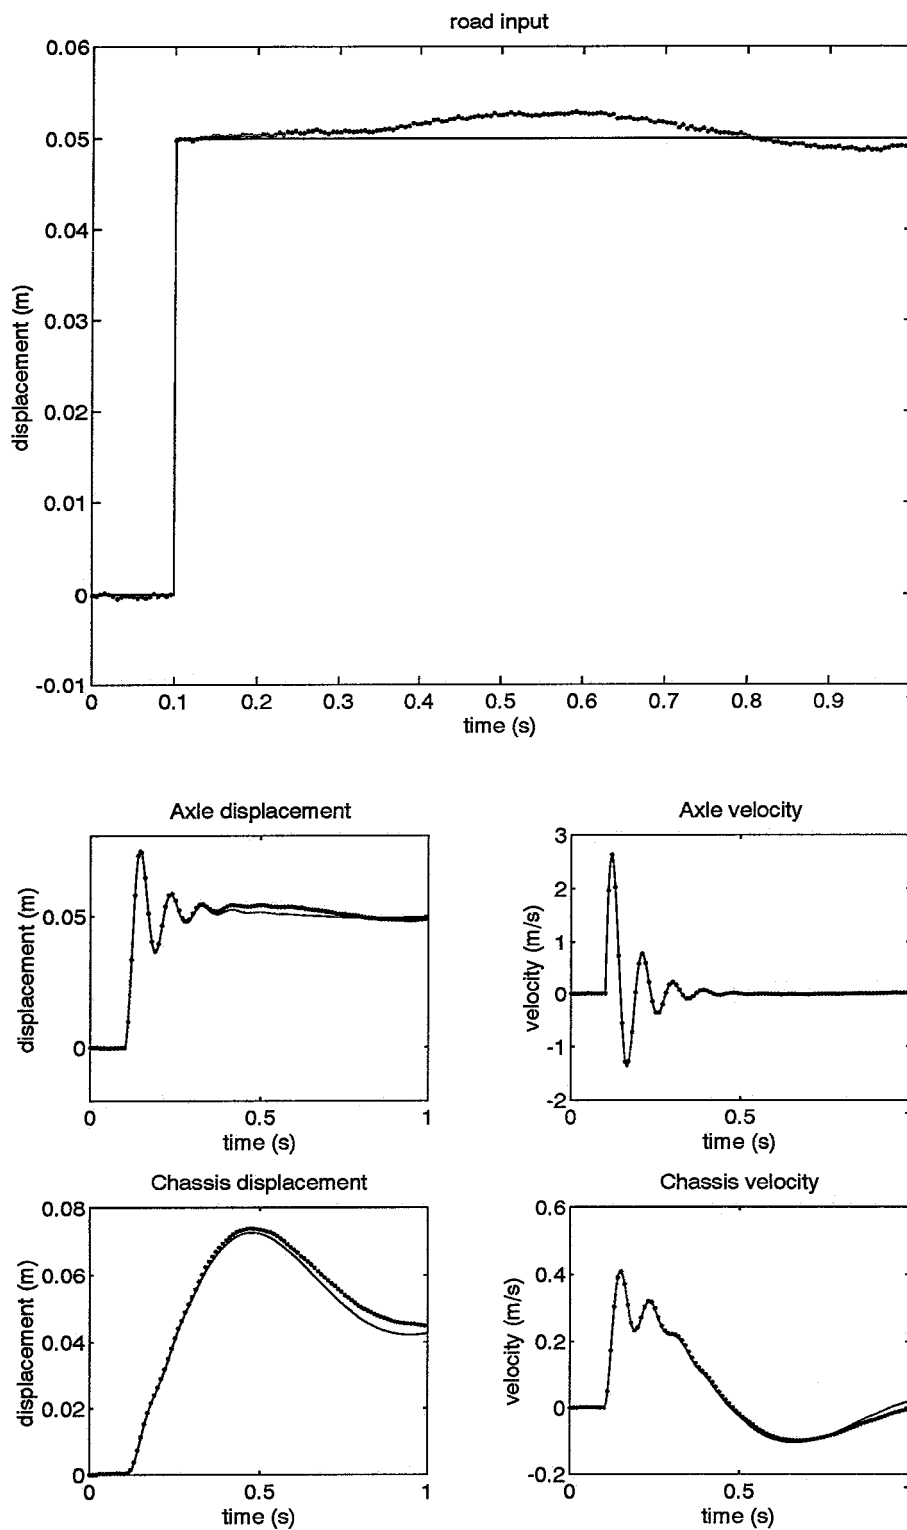 road input
0.06
0.05
0.04
0.03
0.02
0.01
0
-0.01
displacement (m)
0 0.1 0.2 0.3 0.4 0.5 0.6 0.7 0.8 0.9
time (s)
Axle displacement
0.05
0
displacement (m)
0 0.5 1
time (s)
Axle velocity
3
2
1
0
-1
-2
velocity (m/s)
0 0.5
time (s)
Chassis displacement
0.08
0.06
0.04
0.02
0
displacement (m)
0 0.5 1
time (s)
Chassis velocity
0.6
0.4
0.2
0
-0.2
velocity (m/s)
0 0.5
time (s)